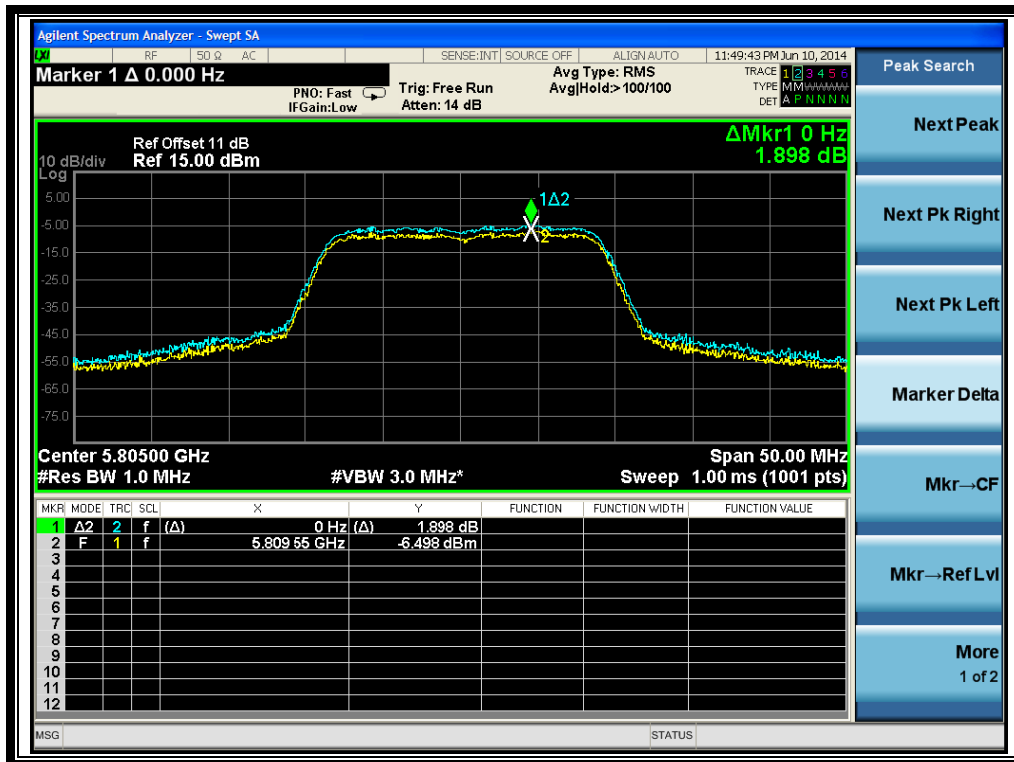 Agilent Spectrum Analyzer - Swept SA
LXI RF 50 Ω AC SENSE:INT SOURCE OFF ALIGN AUTO 11:49:43 PM Jun 10, 2014
Marker 1 Δ 0.000 Hz
PNO: Fast
IFGain:Low
Trig: Free Run
Atten: 14 dB
Avg Type: RMS
Avg|Hold:>100/100
TRACE 1 2 3 4 5 6
TYPE M M W W W W
DET A P N N N N
Ref Offset 11 dB
10 dB/div Ref 15.00 dBm
Log
ΔMkr1 0 Hz
1.898 dB
5.00
-5.00
-15.0
-25.0
-35.0
-45.0
-55.0
-65.0
-75.0
1Δ2
2
Center 5.80500 GHz Span 50.00 MHz
#Res BW 1.0 MHz #VBW 3.0 MHz* Sweep 1.00 ms (1001 pts)
MKR MODE TRC SCL X Y FUNCTION FUNCTION WIDTH FUNCTION VALUE
1 Δ2 2 f (Δ) 0 Hz (Δ) 1.898 dB
2 F 1 f 5.809 55 GHz -6.498 dBm
3
4
5
6
7
8
9
10
11
12
MSG STATUS
Peak Search
Next Peak
Next Pk Right
Next Pk Left
Marker Delta
Mkr→CF
Mkr→Ref Lvl
More
1 of 2